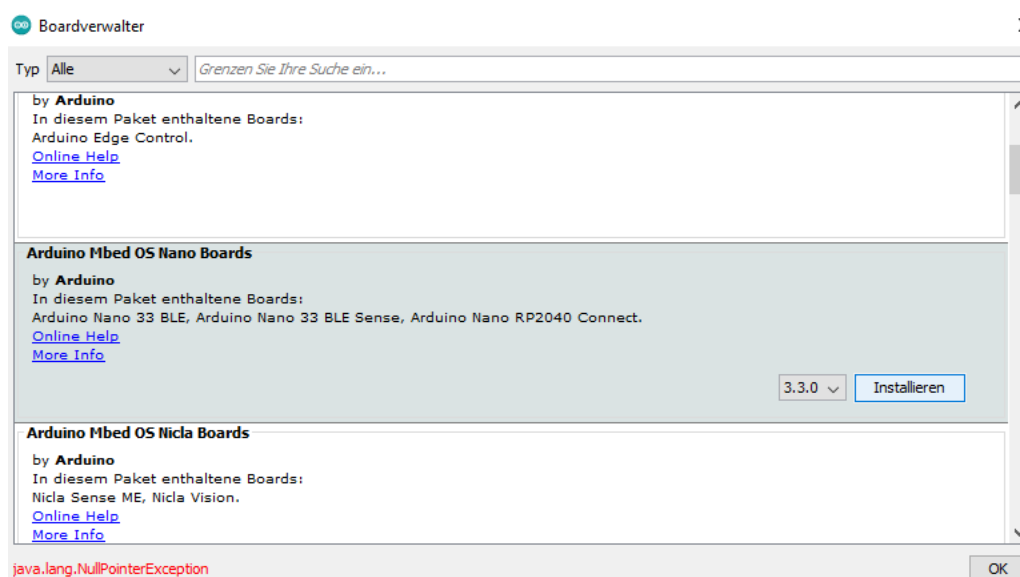 Boardverwalter
Typ Alle Grenzen Sie Ihre Suche ein...
by Arduino
In diesem Paket enthaltene Boards:
Arduino Edge Control.
Online Help
More Info
Arduino Mbed OS Nano Boards
by Arduino
In diesem Paket enthaltene Boards:
Arduino Nano 33 BLE, Arduino Nano 33 BLE Sense, Arduino Nano RP2040 Connect.
Online Help
More Info
3.3.0 Installieren
Arduino Mbed OS Nicla Boards
by Arduino
In diesem Paket enthaltene Boards:
Nicla Sense ME, Nicla Vision.
Online Help
More Info
java.lang.NullPointerException OK